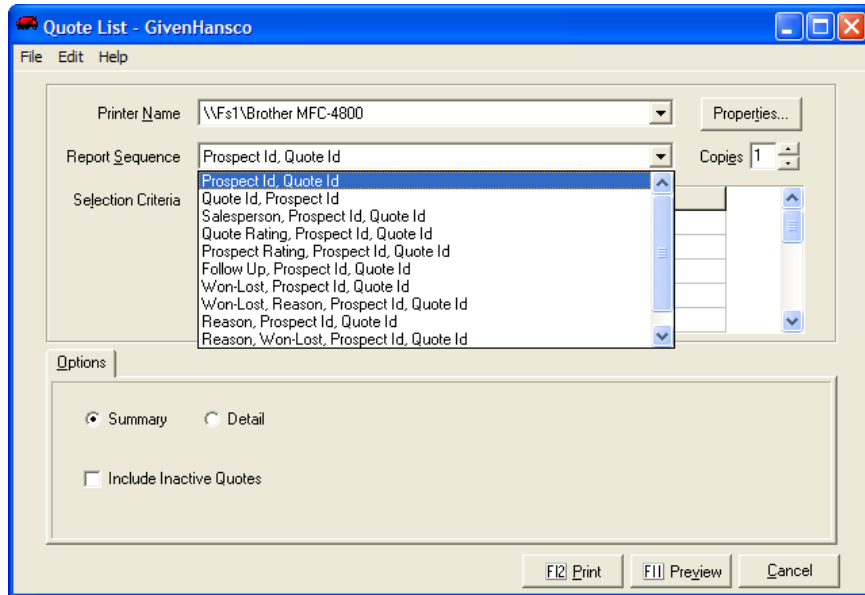 Quote List - GivenHansco
File Edit Help
Printer Name \\Fs1\Brother MFC-4800 Properties...
Report Sequence Prospect Id, Quote Id Copies 1
Selection Criteria
Prospect Id, Quote Id
Quote Id, Prospect Id
Salesperson, Prospect Id, Quote Id
Quote Rating, Prospect Id, Quote Id
Prospect Rating, Prospect Id, Quote Id
Follow Up, Prospect Id, Quote Id
Won-Lost, Prospect Id, Quote Id
Won-Lost, Reason, Prospect Id, Quote Id
Reason, Prospect Id, Quote Id
Reason, Won-Lost, Prospect Id, Quote Id
Options
Summary Detail
Include Inactive Quotes
F12 Print F11 Preview Cancel